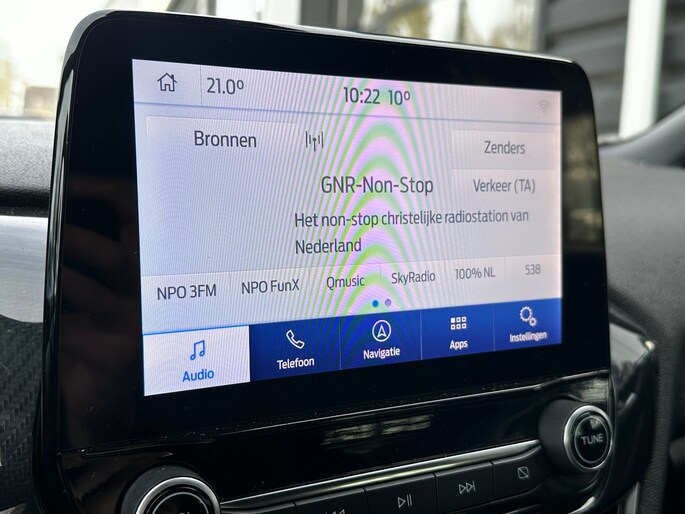 21.0° 10:22 10°
Bronnen Zenders
GNR-Non-Stop Verkeer (TA)
Het non-stop christelijke radiostation van
Nederland
NPO 3FM NPO FunX Qmusic SkyRadio 100% NL 538
Audio Telefoon Navigatie Apps Instellingen
TUNE